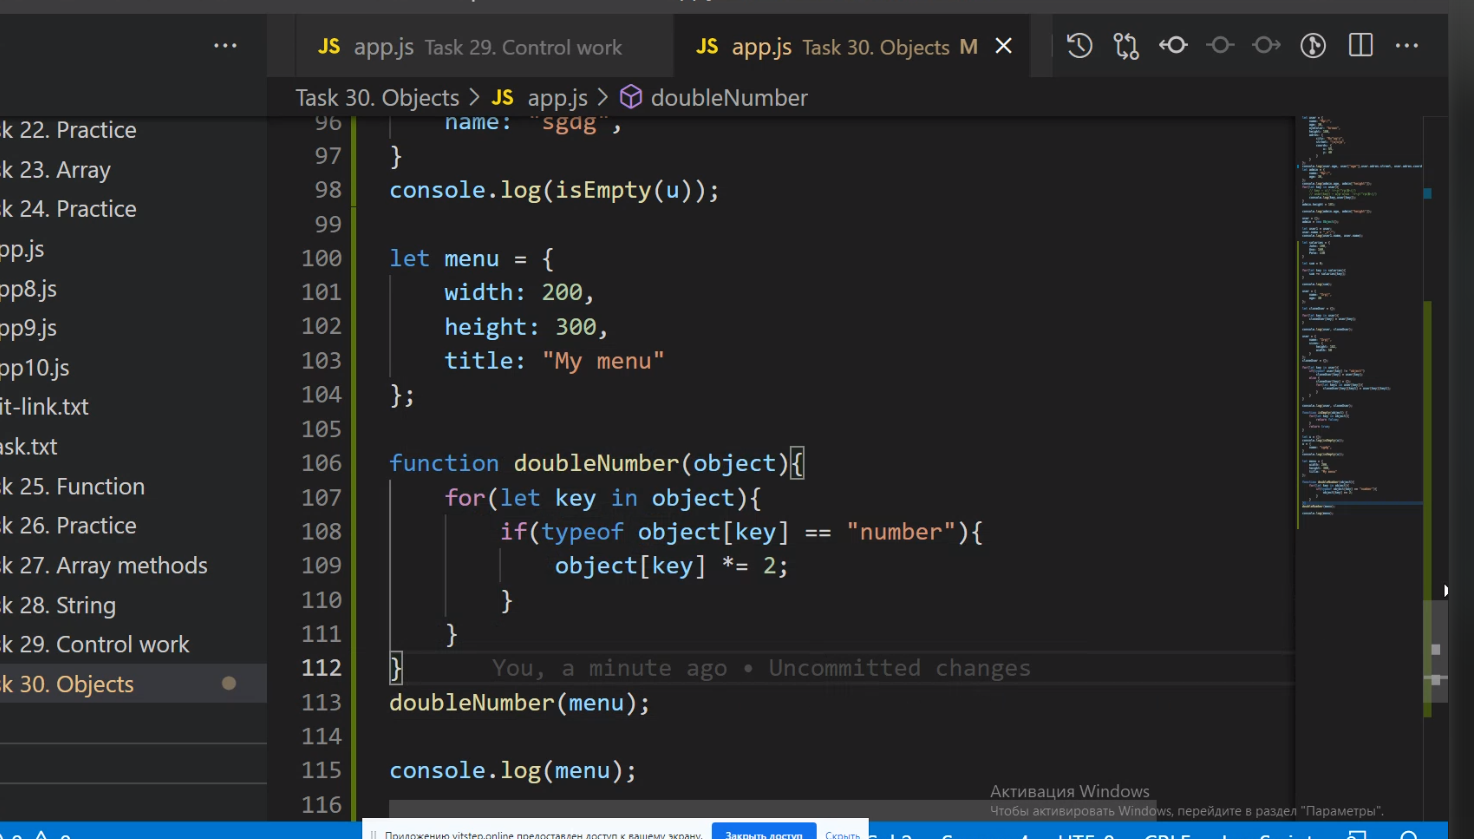 JS app.js Task 29. Control work
JS app.js Task 30. Objects M
Task 30. Objects > JS app.js > doubleNumber
k 22. Practice
k 23. Array
k 24. Practice
pp.js
pp8.js
pp9.js
pp10.js
it-link.txt
ask.txt
k 25. Function
k 26. Practice
k 27. Array methods
k 28. String
k 29. Control work
k 30. Objects
96 name: "sgdg",
97 }
98 console.log(isEmpty(u));
99
100 let menu = {
101 width: 200,
102 height: 300,
103 title: "My menu"
104 };
105
106 function doubleNumber(object){
107 for(let key in object){
108 if(typeof object[key] == "number"){
109 object[key] *= 2;
110 }
111 }
112 } You, a minute ago • Uncommitted changes
113 doubleNumber(menu);
114
115 console.log(menu);
116
Активация Windows
Чтобы активировать Windows, перейдите в раздел "Параметры".
Приложению vitstep.online предоставлен доступ к вашему экрану.
Закрыть доступ
Скрыть